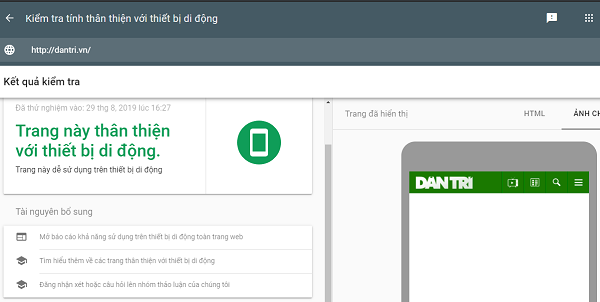 Kiểm tra tính thân thiện với thiết bị di động
http://dantri.vn/
Kết quả kiểm tra
Đã thử nghiệm vào: 29 thg 8, 2019 lúc 16:27
Trang này thân thiện
với thiết bị di động.
Trang này dễ sử dụng trên thiết bị di động
Tài nguyên bổ sung
Mở báo cáo khả năng sử dụng trên thiết bị di động toàn trang web
Tìm hiểu thêm về các trang thân thiện với thiết bị di động
Đăng nhận xét hoặc câu hỏi lên nhóm thảo luận của chúng tôi
Trang đã hiển thị
HTML
ẢNH CH
DANTRI